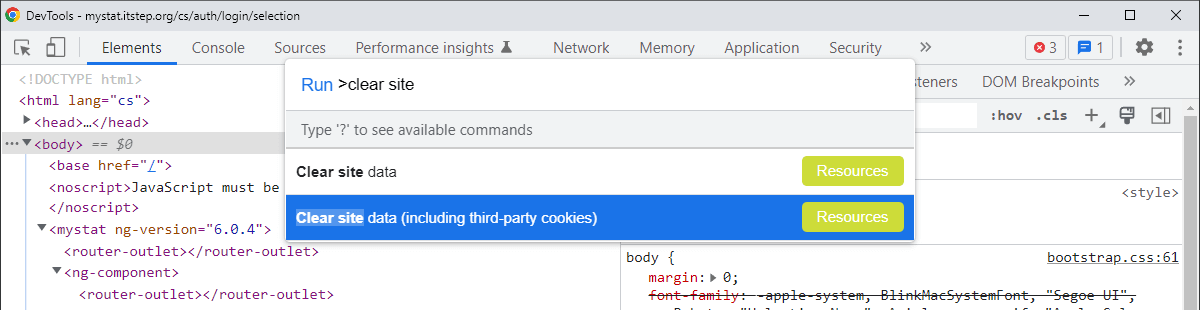 DevTools - mystat.itstep.org/cs/auth/login/selection
Elements Console Sources Performance insights Network Memory Application Security » 3 1
<!DOCTYPE html>
<html lang="cs">
<head>…</head>
<body> == $0
<base href="/">
<noscript>JavaScript must be
</noscript>
<mystat ng-version="6.0.4">
<router-outlet></router-outlet>
<ng-component>
<router-outlet></router-outlet>
Run >clear site
Type '?' to see available commands
Clear site data Resources
Clear site data (including third-party cookies) Resources
steners DOM Breakpoints »
:hov .cls +
<style>
body { bootstrap.css:61
margin: 0;
font-family: -apple-system, BlinkMacSystemFont, "Segoe UI",